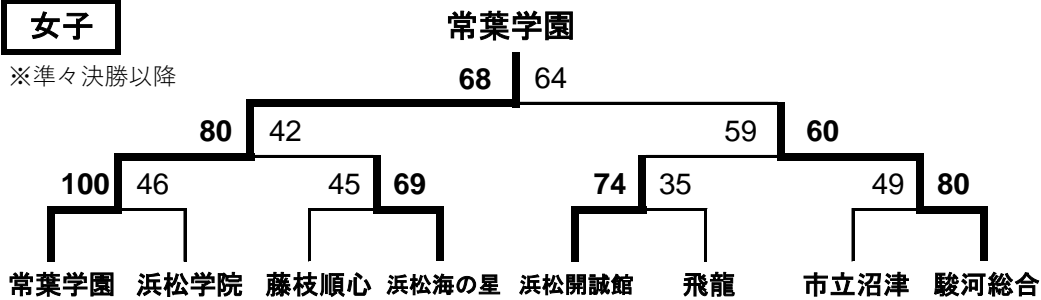 女子
常葉学園
※準々決勝以降
68 64
80 42 59 60
100 46 45 69 74 35 49 80
常葉学園 浜松学院 藤枝順心 浜松海の星 浜松開誠館 飛龍 市立沼津 駿河総合